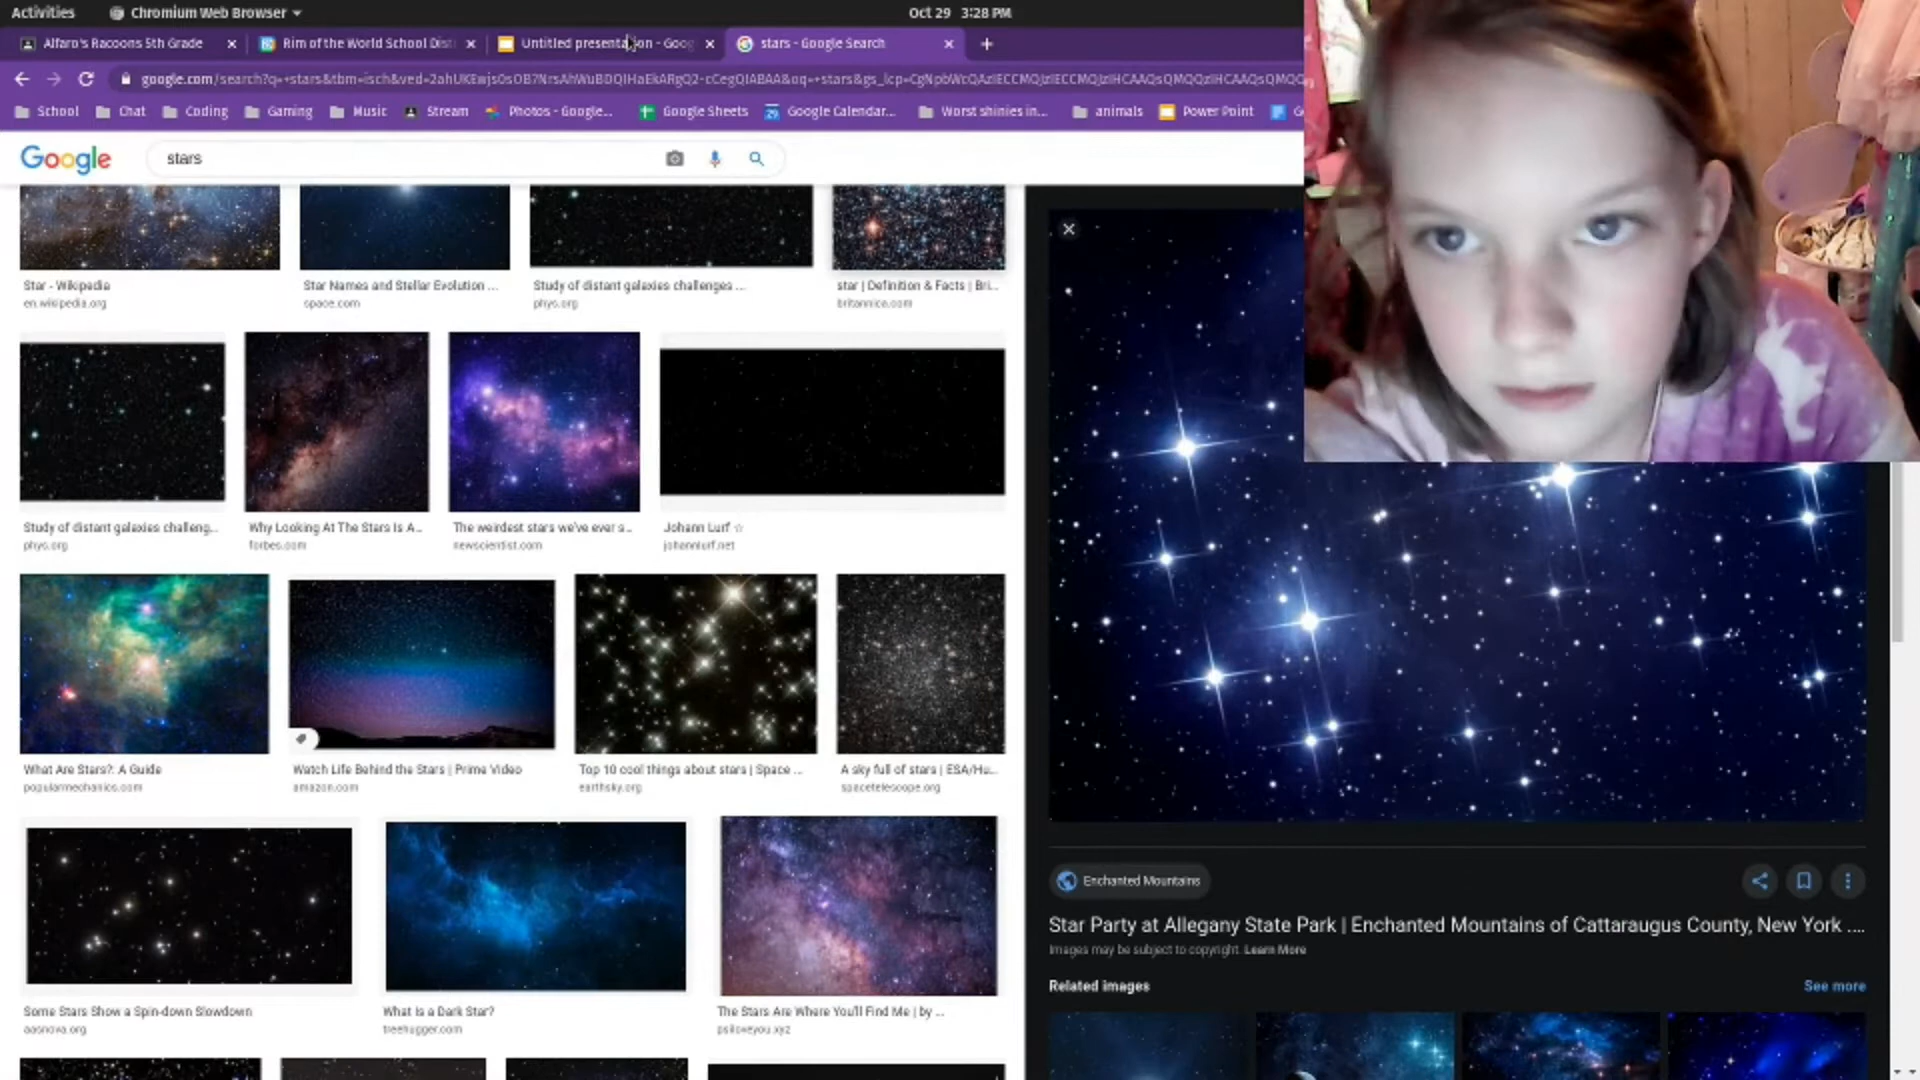 Activities
Chromium Web Browser
Oct 29 3:28 PM
Alfaro's Racoons 5th Grade
Rim of the World School Dist
Untitled presentation - Goog
stars - Google Search
School
Chat
Coding
Gaming
Music
Stream
Photos - Google...
Google Sheets
Google Calendar...
Worst shinies in...
animals
Power Point
Google
stars
Star - Wikipedia
en.wikipedia.org
Star Names and Stellar Evolution ...
space.com
Study of distant galaxies challenges ...
phys.org
star | Definition & Facts | Bri...
britannica.com
Study of distant galaxies challeng...
phys.org
Why Looking At The Stars Is A...
forbes.com
The weirdest stars we've ever s...
newscientist.com
Johann Lurf ☆
johannlurf.net
What Are Stars?: A Guide
popularmechanics.com
Watch Life Behind the Stars | Prime Video
amazon.com
Top 10 cool things about stars | Space ...
earthsky.org
A sky full of stars | ESA/Hu...
spacetelescope.org
Some Stars Show a Spin-down Slowdown
aasnova.org
What Is a Dark Star?
treehugger.com
The Stars Are Where You'll Find Me | by ...
psiloveyou.xyz
Enchanted Mountains
Star Party at Allegany State Park | Enchanted Mountains of Cattaraugus County, New York ....
Images may be subject to copyright. Learn More
Related images
See more